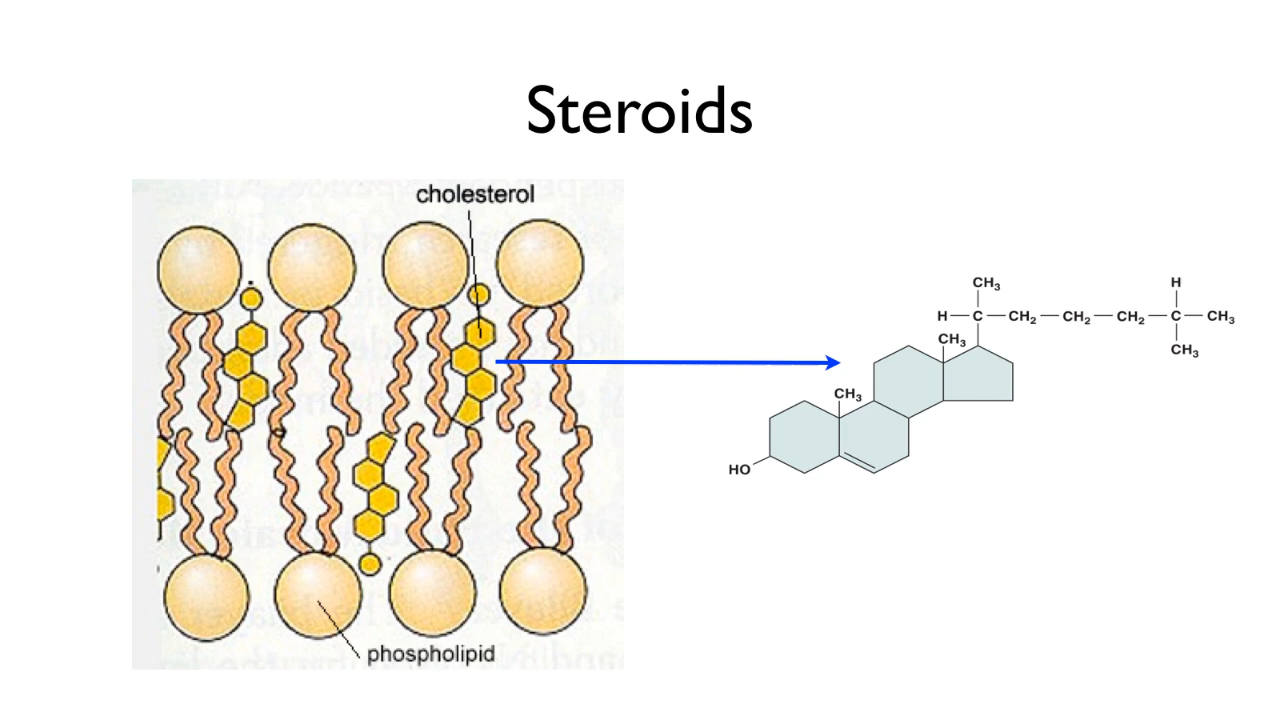 Steroids
cholesterol
phospholipid
CH₃
H
H—C—CH₂—CH₂—CH₂—C—CH₃
CH₃
CH₃
CH₃
HO